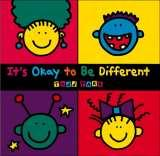 It's Okay to Be Different
TODD PARR